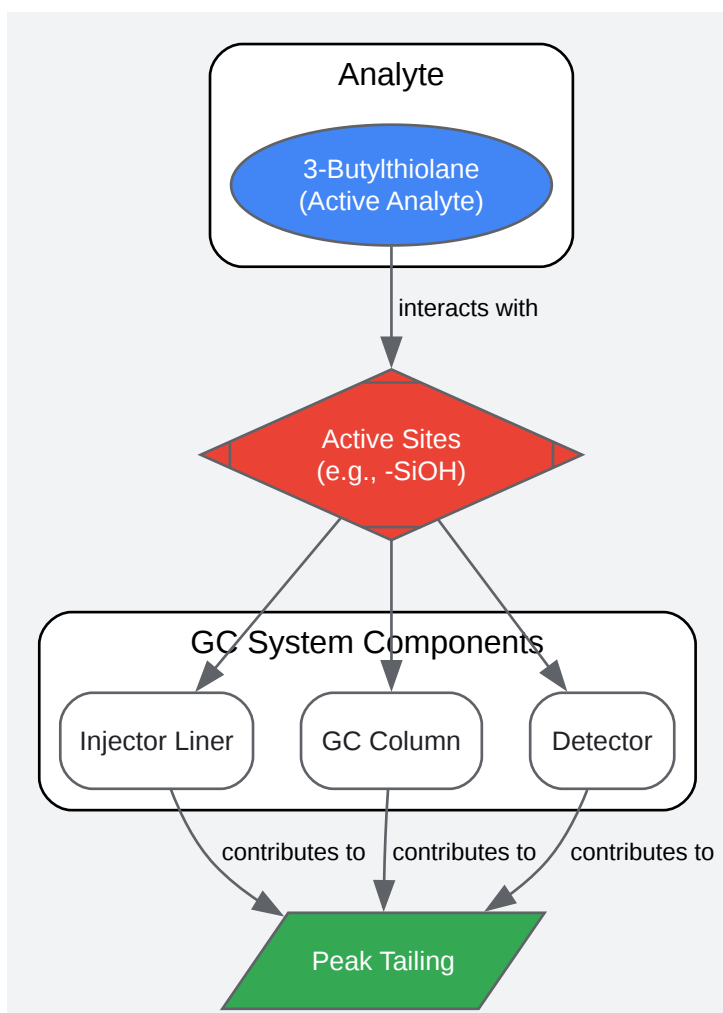 Analyte
3-Butylthiolane
(Active Analyte)
interacts with
Active Sites
(e.g., -SiOH)
GC System Components
Injector Liner
GC Column
Detector
contributes to
contributes to
contributes to
Peak Tailing